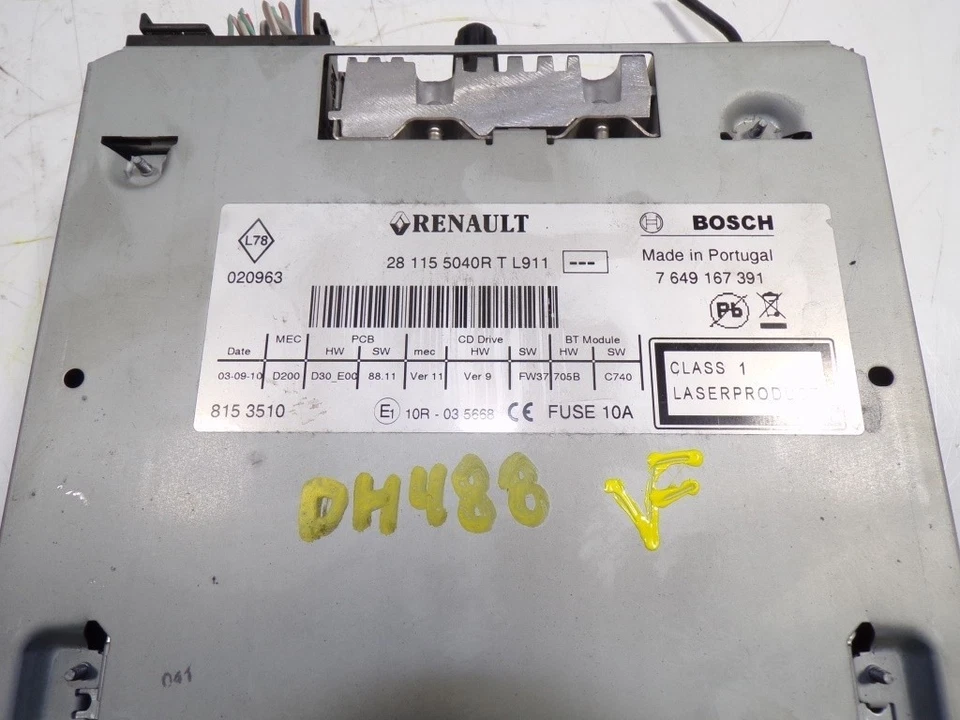 L78
020963
RENAULT
28 115 5040R T L911 ---
BOSCH
Made in Portugal
7 649 167 391
Pb
MEC PCB CD Drive BT Module
Date HW SW mec HW SW HW SW
03-09-10 D200 D30_E00 88.11 Ver 11 Ver 9 FW37 705B C740
CLASS 1
LASERPRODU
815 3510 E1 10R - 03 5668 CE FUSE 10A
DH488 VF
041